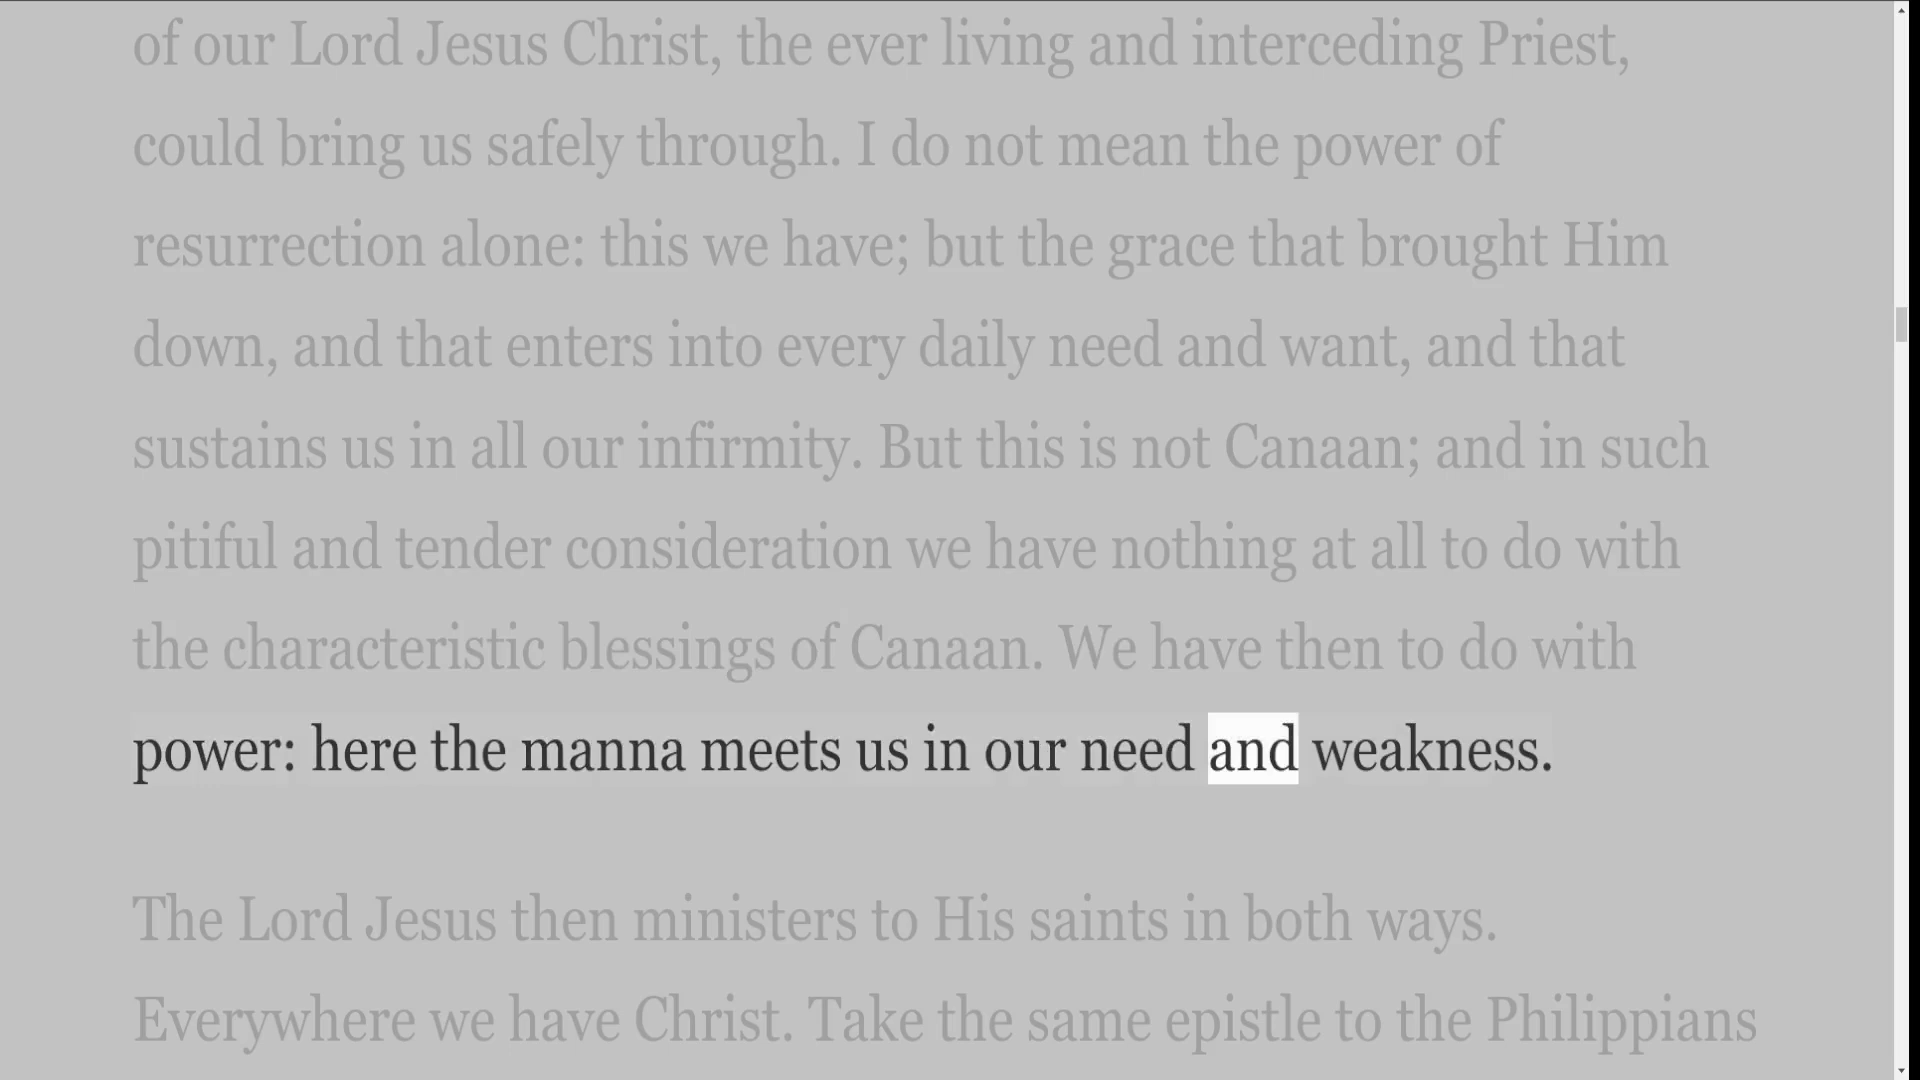 of our Lord Jesus Christ, the ever living and interceding Priest,
could bring us safely through. I do not mean the power of
resurrection alone: this we have; but the grace that brought Him
down, and that enters into every daily need and want, and that
sustains us in all our infirmity. But this is not Canaan; and in such
pitiful and tender consideration we have nothing at all to do with
the characteristic blessings of Canaan. We have then to do with
power: here the manna meets us in our need and weakness.
The Lord Jesus then ministers to His saints in both ways.
Everywhere we have Christ. Take the same epistle to the Philippians